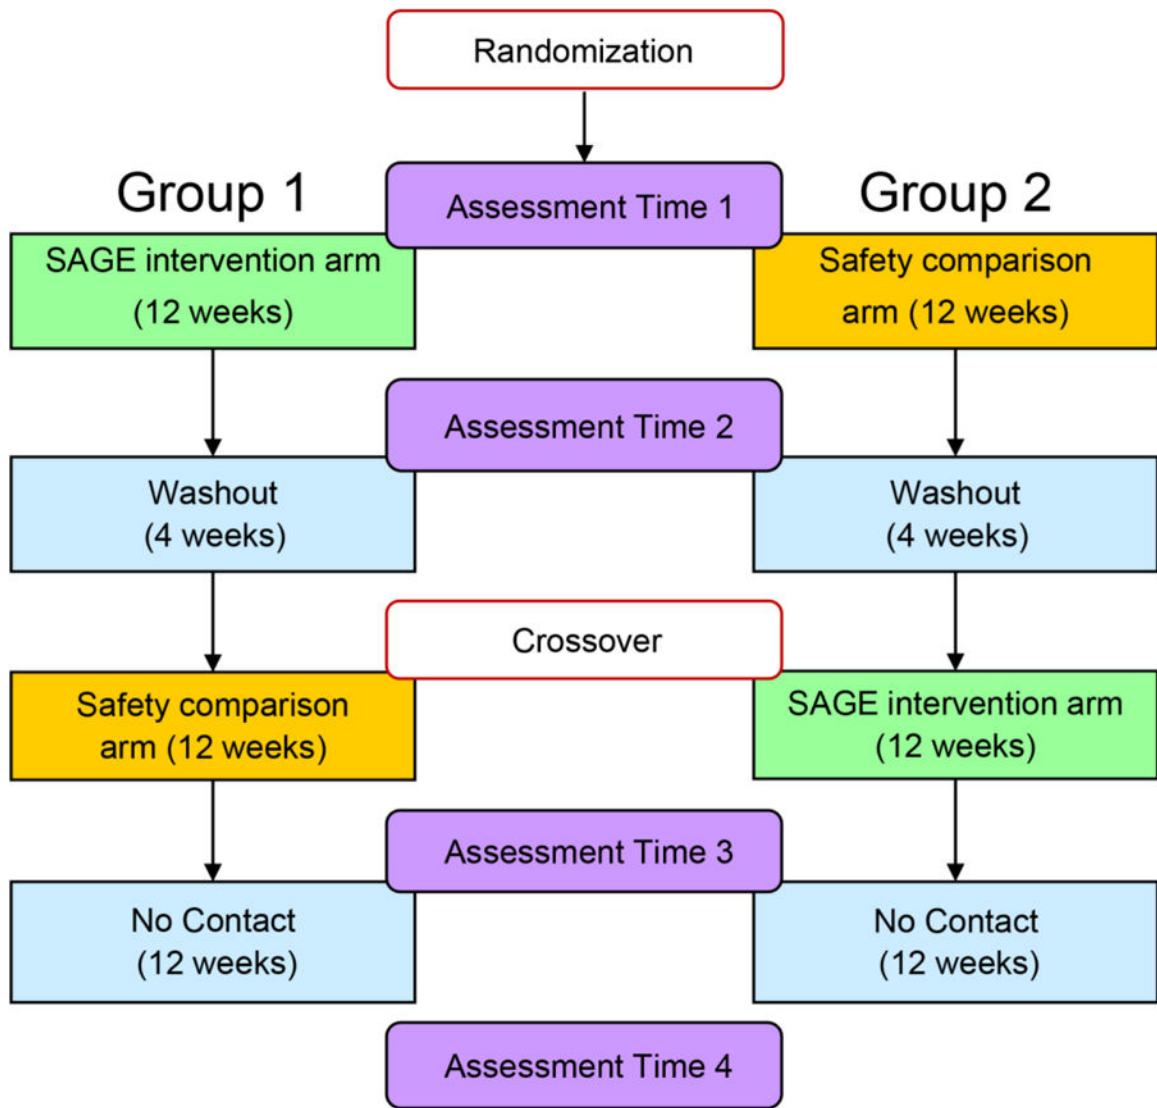 Randomization
Assessment Time 1
Group 1
Group 2
SAGE intervention arm
(12 weeks)
Safety comparison
arm (12 weeks)
Assessment Time 2
Washout
(4 weeks)
Washout
(4 weeks)
Crossover
Safety comparison
arm (12 weeks)
SAGE intervention arm
(12 weeks)
Assessment Time 3
No Contact
(12 weeks)
No Contact
(12 weeks)
Assessment Time 4